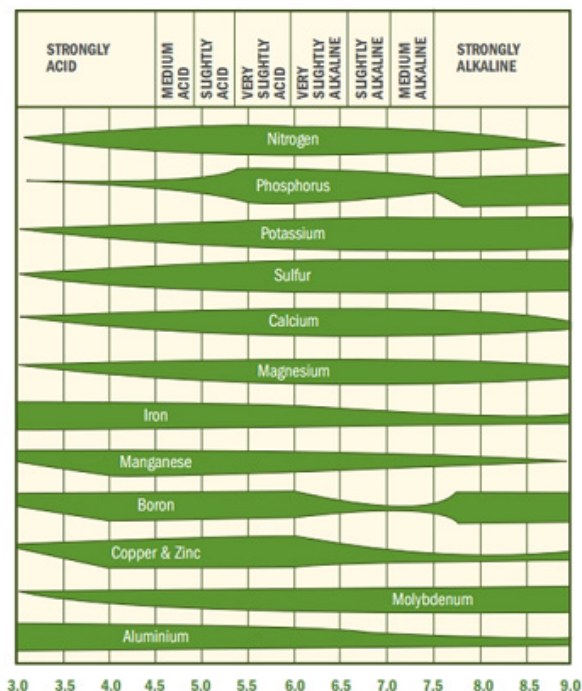 STRONGLY
ACID
MEDIUM
ACID
SLIGHTLY
ACID
VERY
SLIGHTLY
ACID
VERY
SLIGHTLY
ALKALINE
SLIGHTLY
ALKALINE
MEDIUM
ALKALINE
STRONGLY
ALKALINE
Nitrogen
Phosphorus
Potassium
Sulfur
Calcium
Magnesium
Iron
Manganese
Boron
Copper & Zinc
Molybdenum
Aluminium
3.0 3.5 4.0 4.5 5.0 5.5 6.0 6.5 7.0 7.5 8.0 8.5 9.0